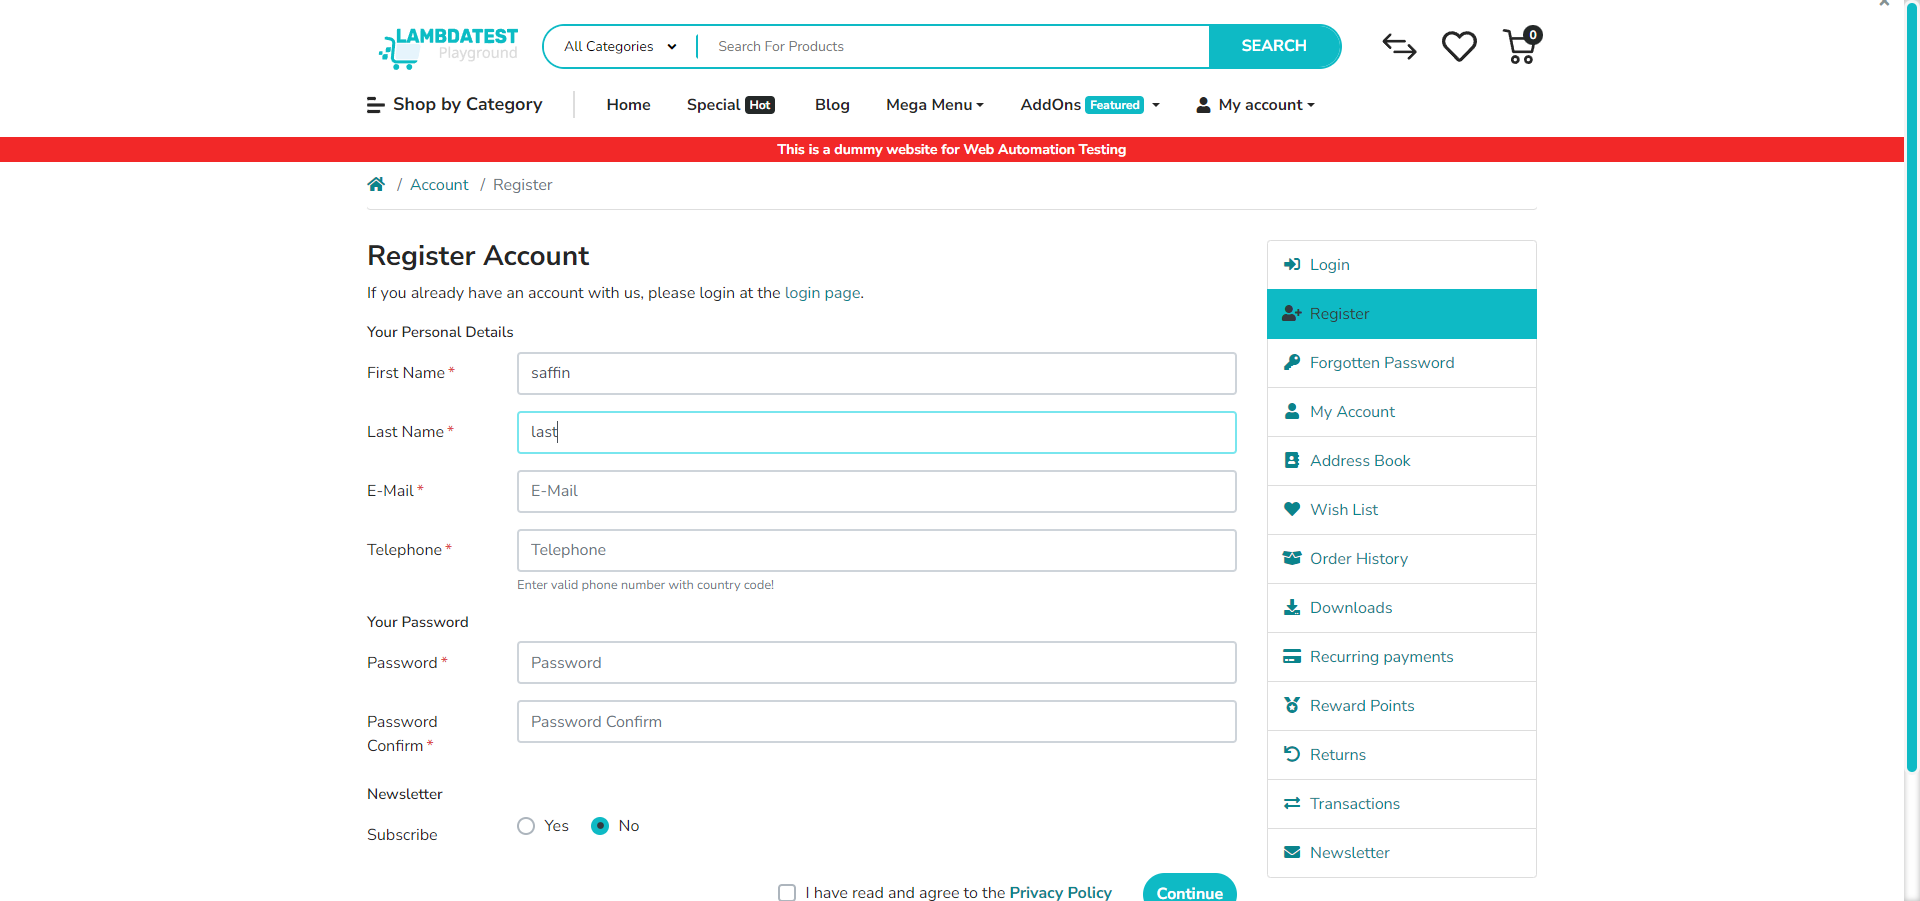 LAMBDATEST
Playground
All Categories
Search For Products
SEARCH
0
Shop by Category
Home
Special Hot
Blog
Mega Menu
AddOns Featured
My account
This is a dummy website for Web Automation Testing
/ Account / Register
Register Account
If you already have an account with us, please login at the login page.
Your Personal Details
First Name *
saffin
Last Name *
last
E-Mail *
E-Mail
Telephone *
Telephone
Enter valid phone number with country code!
Your Password
Password *
Password
Password
Confirm *
Password Confirm
Newsletter
Subscribe
Yes
No
I have read and agree to the Privacy Policy
Continue
Login
Register
Forgotten Password
My Account
Address Book
Wish List
Order History
Downloads
Recurring payments
Reward Points
Returns
Transactions
Newsletter